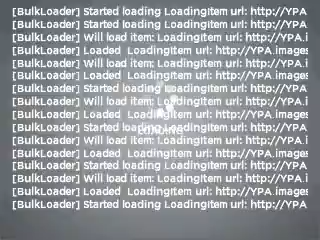 [BulkLoader] Started loading LoadingItem url: http://YPA
[BulkLoader] Started loading LoadingItem url: http://YPA
[BulkLoader] Will load item: LoadingItem url: http://YPA.i
[BulkLoader] Loaded LoadingItem url: http://YPA.images
[BulkLoader] Will load item: LoadingItem url: http://YPA.i
[BulkLoader] Loaded LoadingItem url: http://YPA.images
[BulkLoader] Started loading LoadingItem url: http://YPA
[BulkLoader] Will load item: LoadingItem url: http://YPA.i
[BulkLoader] Loaded LoadingItem url: http://YPA.images
[BulkLoader] Started loading LoadingItem url: http://YPA
LOADING
[BulkLoader] Will load item: LoadingItem url: http://YPA.i
[BulkLoader] Loaded LoadingItem url: http://YPA.images
[BulkLoader] Started loading LoadingItem url: http://YPA
[BulkLoader] Will load item: LoadingItem url: http://YPA.i
[BulkLoader] Loaded LoadingItem url: http://YPA.images
[BulkLoader] Started loading LoadingItem url: http://YPA